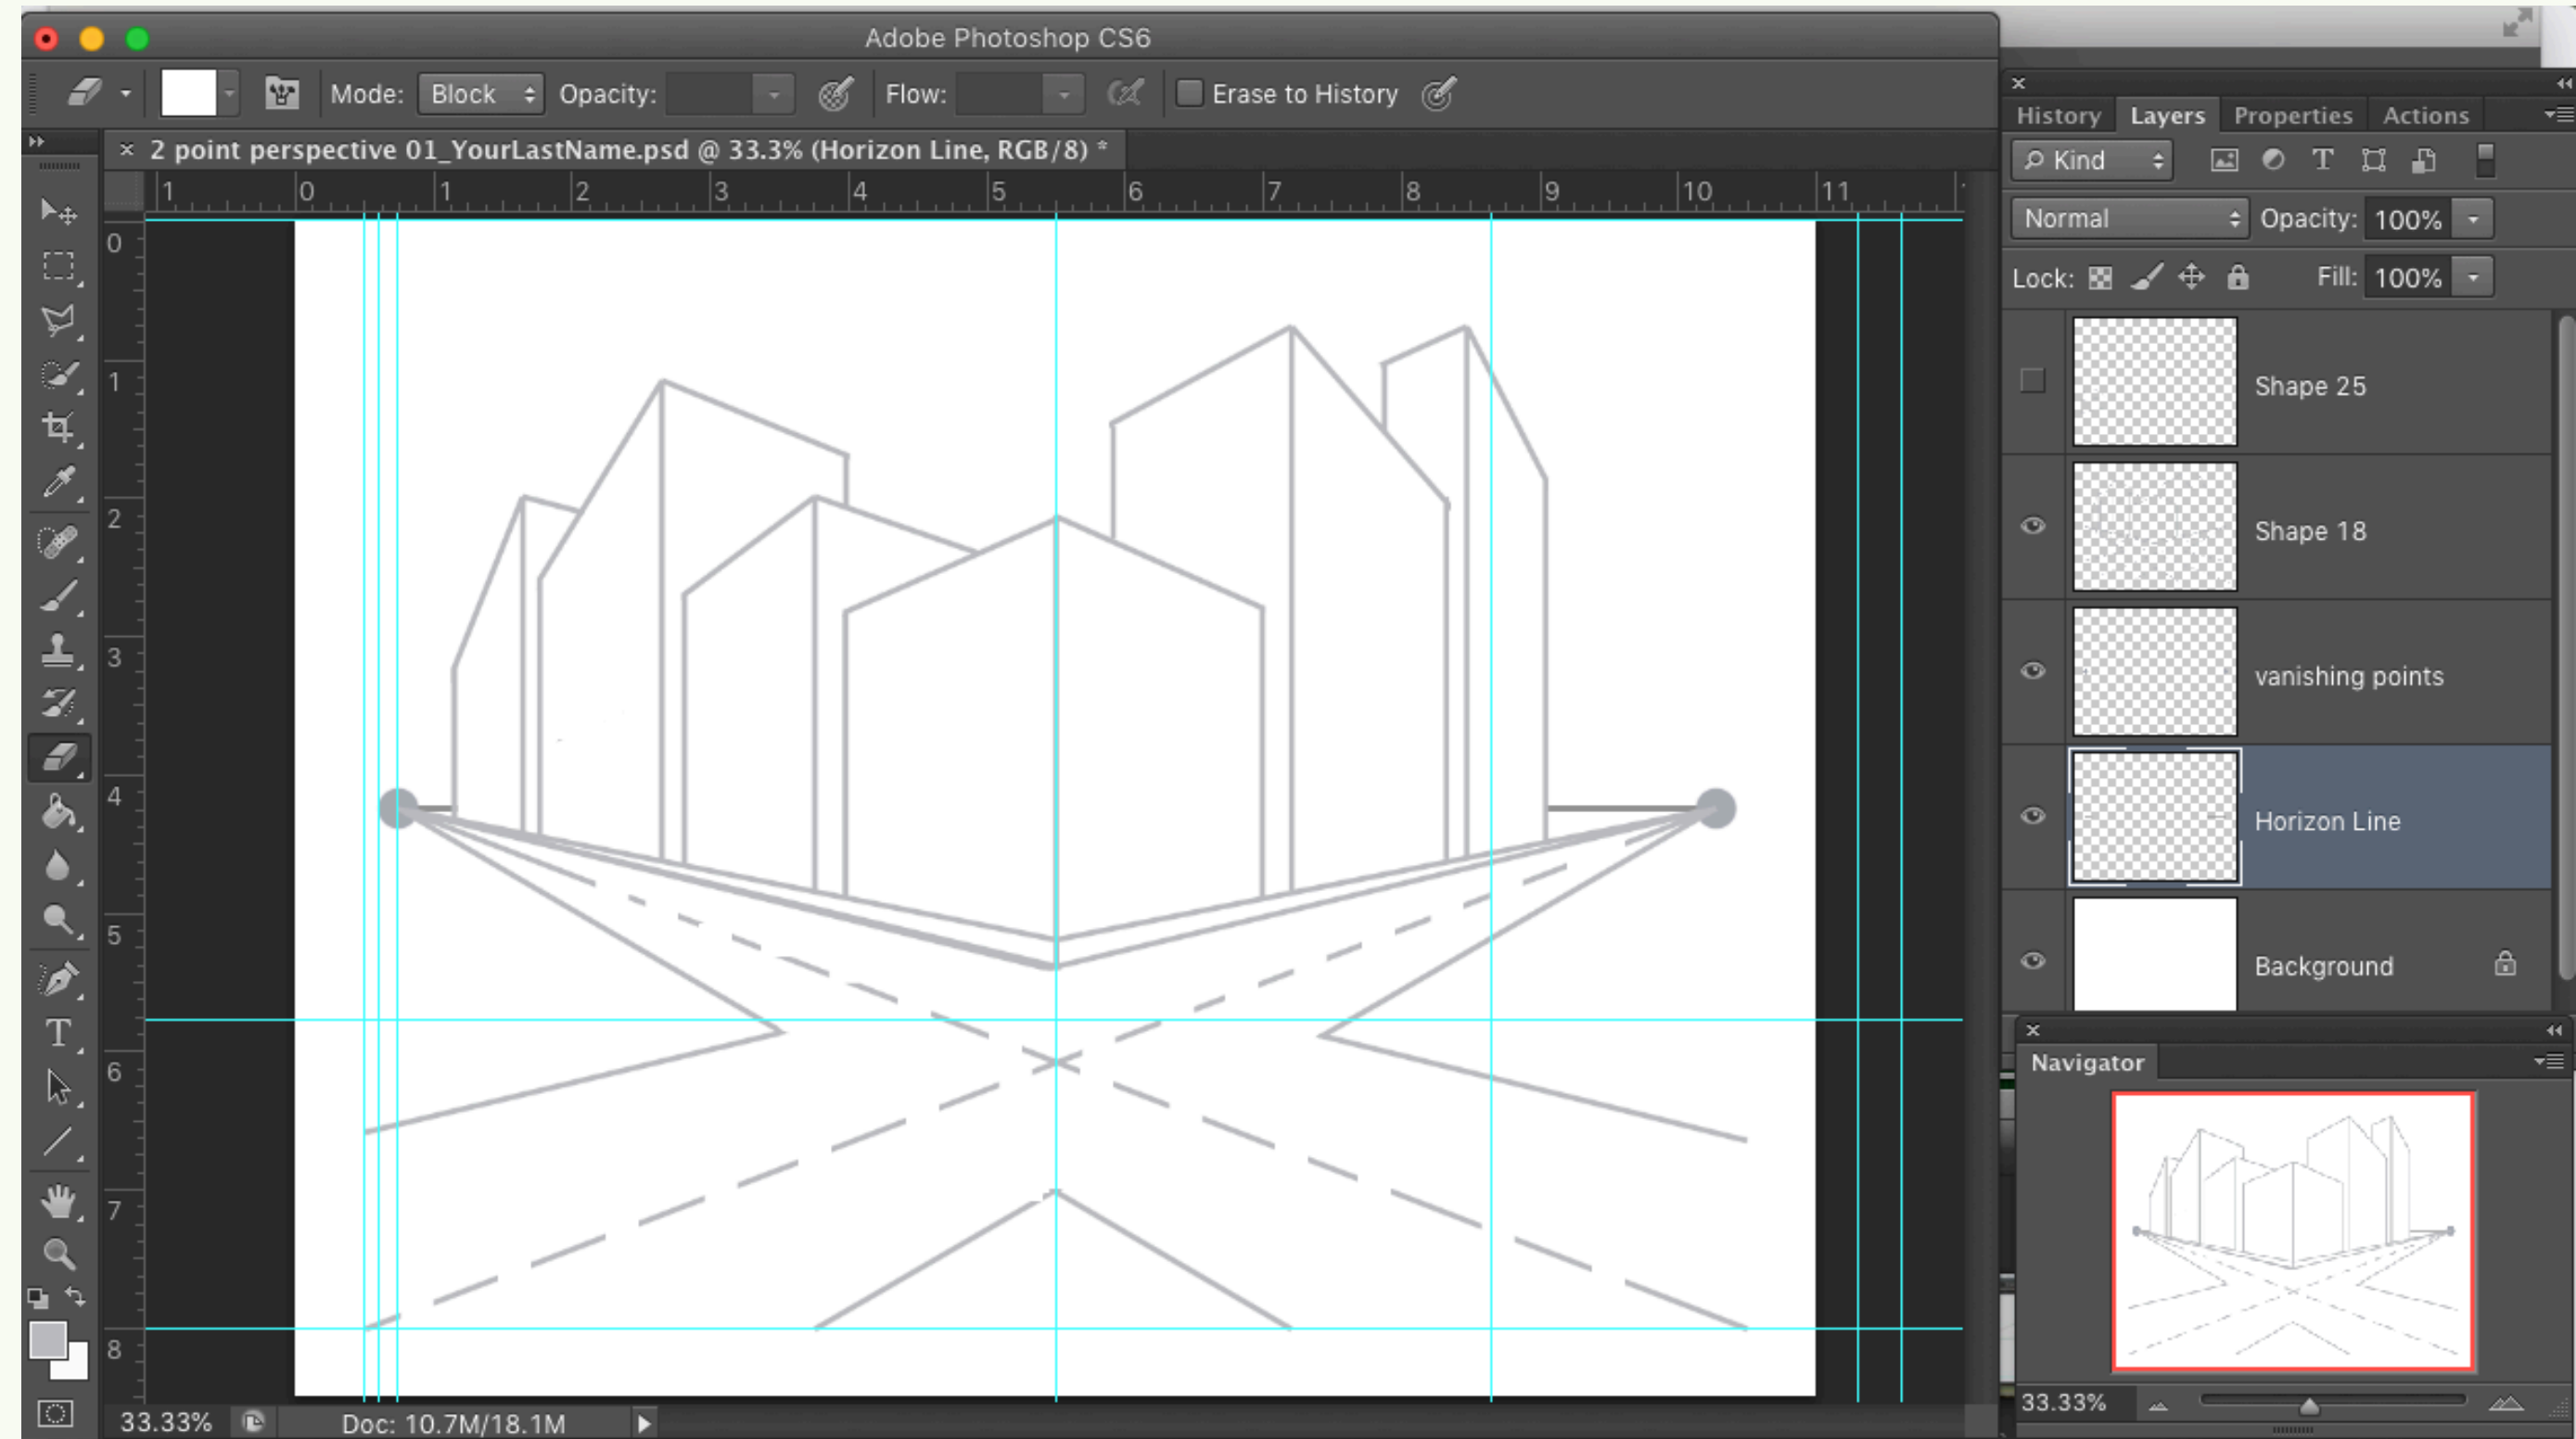 Adobe Photoshop CS6
Mode: Block Opacity: Flow: Erase to History
2 point perspective 01_YourLastName.psd @ 33.3% (Horizon Line, RGB/8) *
1 0 1 2 3 4 5 6 7 8 9 10 11
0
1
2
3
4
5
6
7
8
33.33% Doc: 10.7M/18.1M
History Layers Properties Actions
Kind
Normal Opacity: 100%
Lock: Fill: 100%
Shape 25
Shape 18
vanishing points
Horizon Line
Background
Navigator
33.33%